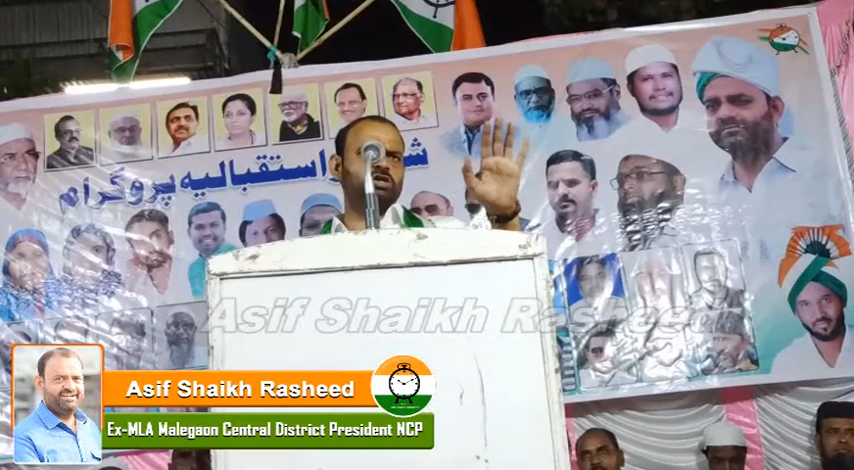 استقبالیہ پروگرام
Asif Shaikh Rasheed
Asif Shaikh Rasheed
Ex-MLA Malegaon Central District President NCP